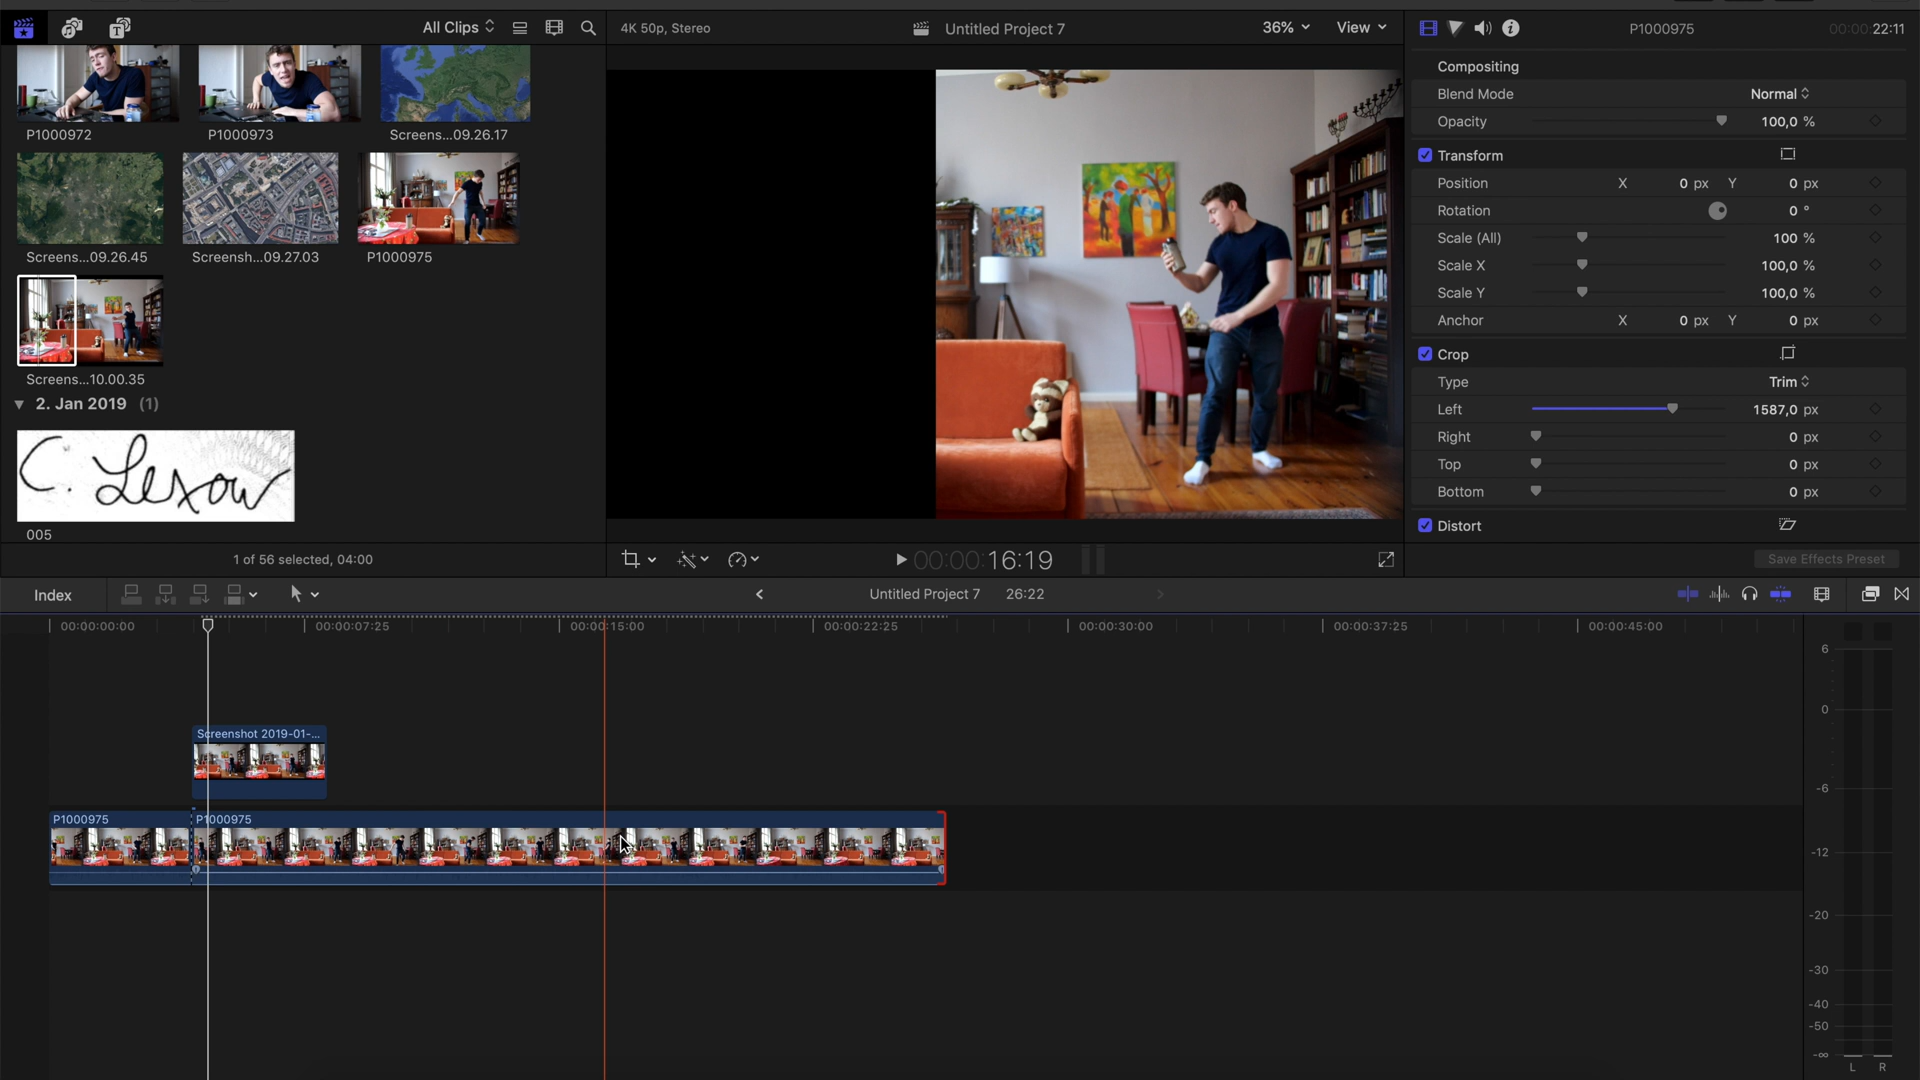 All Clips
4K 50p, Stereo
Untitled Project 7
36%
View
P1000975
00:00:22:11
P1000972
P1000973
Screens...09.26.17
Screens...09.26.45
Screensh...09.27.03
P1000975
Screens...10.00.35
2. Jan 2019 (1)
C. Lexow
005
1 of 56 selected, 04:00
00:00:16:19
Compositing
Blend Mode Normal
Opacity 100,0 %
Transform
Position X 0 px Y 0 px
Rotation 0 °
Scale (All) 100 %
Scale X 100,0 %
Scale Y 100,0 %
Anchor X 0 px Y 0 px
Crop
Type Trim
Left 1587,0 px
Right 0 px
Top 0 px
Bottom 0 px
Distort
Save Effects Preset
Index
Untitled Project 7 26:22
00:00:00:00 00:00:07:25 00:00:15:00 00:00:22:25 00:00:30:00 00:00:37:25 00:00:45:00
Screenshot 2019-01-...
P1000975
P1000975
6
0
-6
-12
-20
-30
-40
-50
-∞
L R